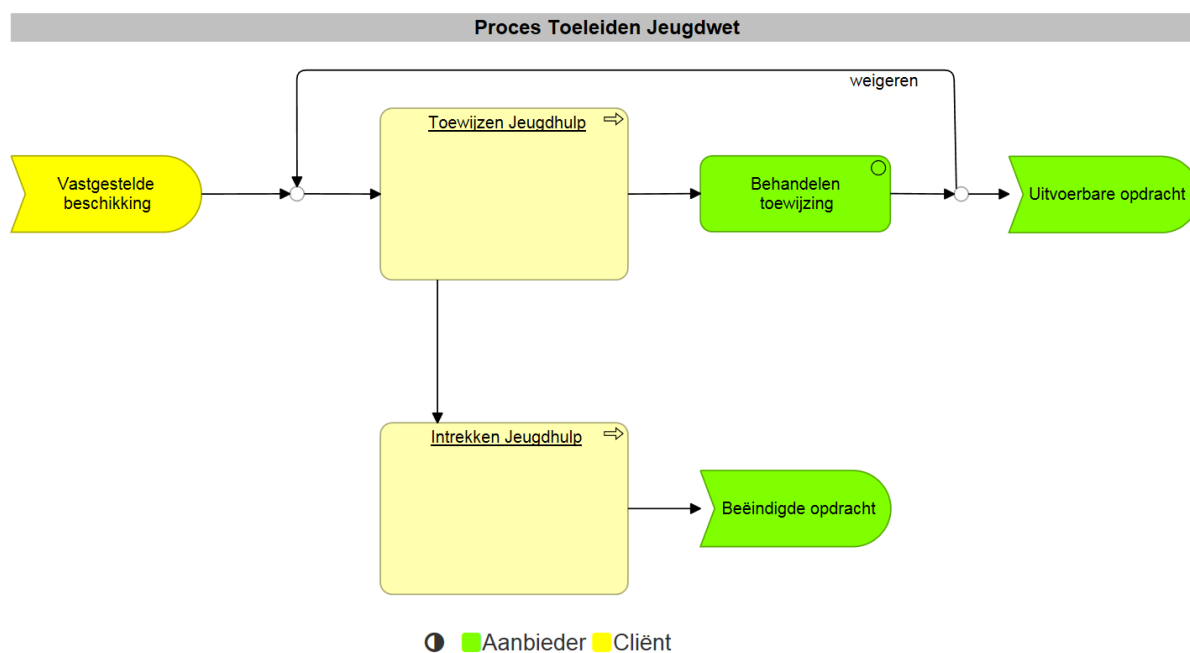 Proces Toeleiden Jeugdwet
weigeren
Toewijzen Jeugdhulp
Vastgestelde
beschikking
Behandelen
toewijzing
Uitvoerbare opdracht
Intrekken Jeugdhulp
Beëindigde opdracht
Aanbieder Cliënt